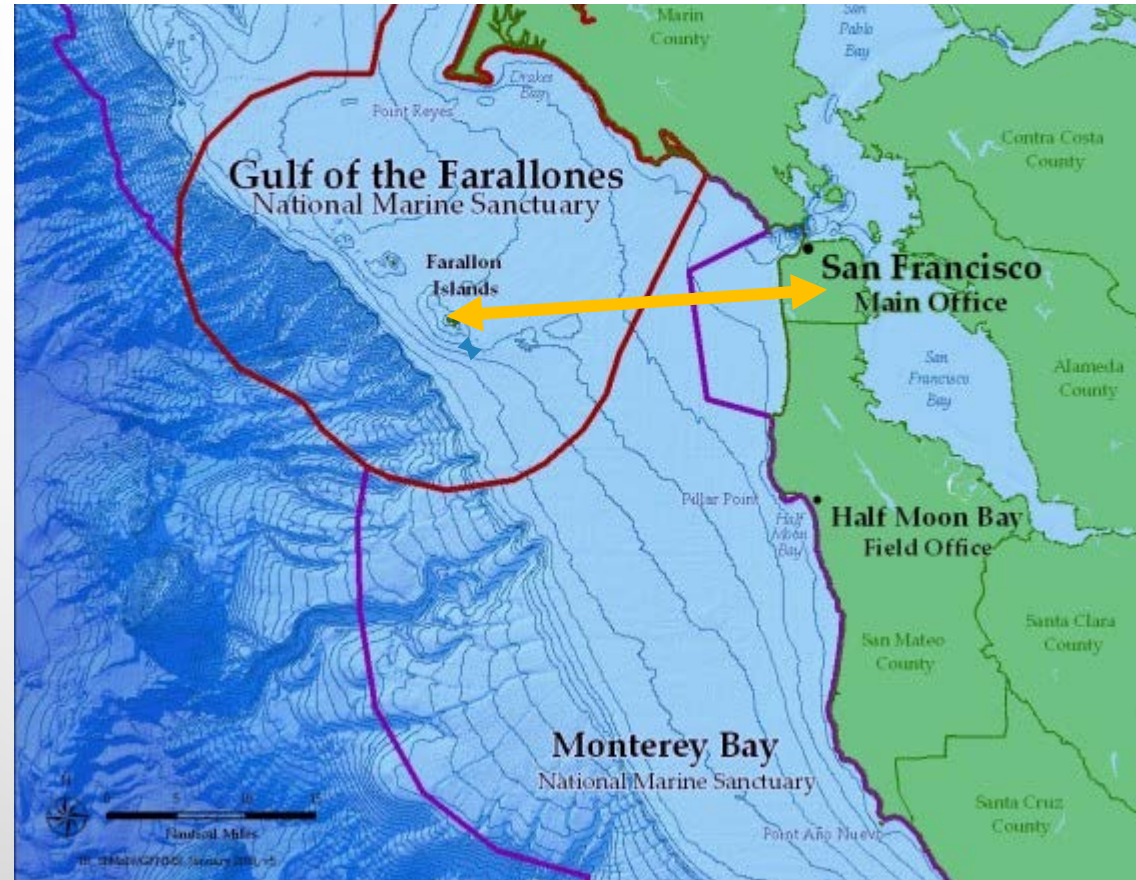 Marin
County
San
Pablo
Bay
Drakes
Bay
Point Reyes
Contra Costa
County
Gulf of the Farallones
National Marine Sanctuary
Farallon
Islands
San Francisco
Main Office
San
Francisco
Bay
Alameda
County
Pillar Point
Half
Moon
Bay
Half Moon Bay
Field Office
San Mateo
County
Santa Clara
County
Monterey Bay
National Marine Sanctuary
N
0 5 10 15
Nautical Miles
Santa Cruz
County
Point Año Nuevo